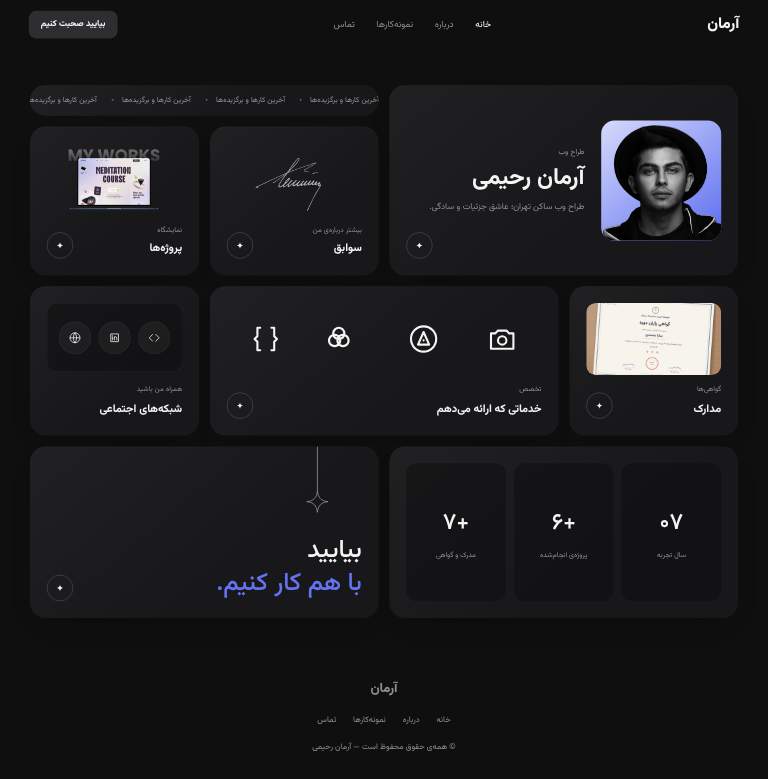 آرمان
خانه
درباره
نمونه‌کارها
تماس
بیایید صحبت کنیم
طراح وب
آرمان رحیمی
طراح وب ساکن تهران؛ عاشق جزئیات و سادگی.
آخرین کارها و برگزیده‌ها • آخرین کارها و برگزیده‌ها • آخرین کارها و برگزیده‌ها • آخرین کارها و برگزیده‌ها
بیشتر درباره‌ی من
سوابق
MY WORKS
MEDITATION
COURSE
نمایشگاه
پروژه‌ها
گواهی پایان دوره
گواهی‌ها
مدارک
تخصص
خدماتی که ارائه می‌دهم
همراه من باشید
شبکه‌های اجتماعی
۰۷
سال تجربه
+۶
پروژه‌ی انجام‌شده
+۷
مدرک و گواهی
بیایید
با هم کار کنیم.
آرمان
خانه
درباره
نمونه‌کارها
تماس
© همه‌ی حقوق محفوظ است — آرمان رحیمی